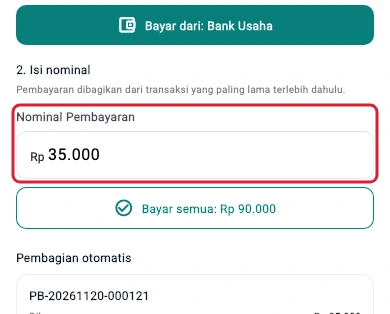 Bayar dari: Bank Usaha
2. Isi nominal
Pembayaran dibagikan dari transaksi yang paling lama terlebih dahulu.
Nominal Pembayaran
Rp 35.000
Bayar semua: Rp 90.000
Pembagian otomatis
PB-20261120-000121